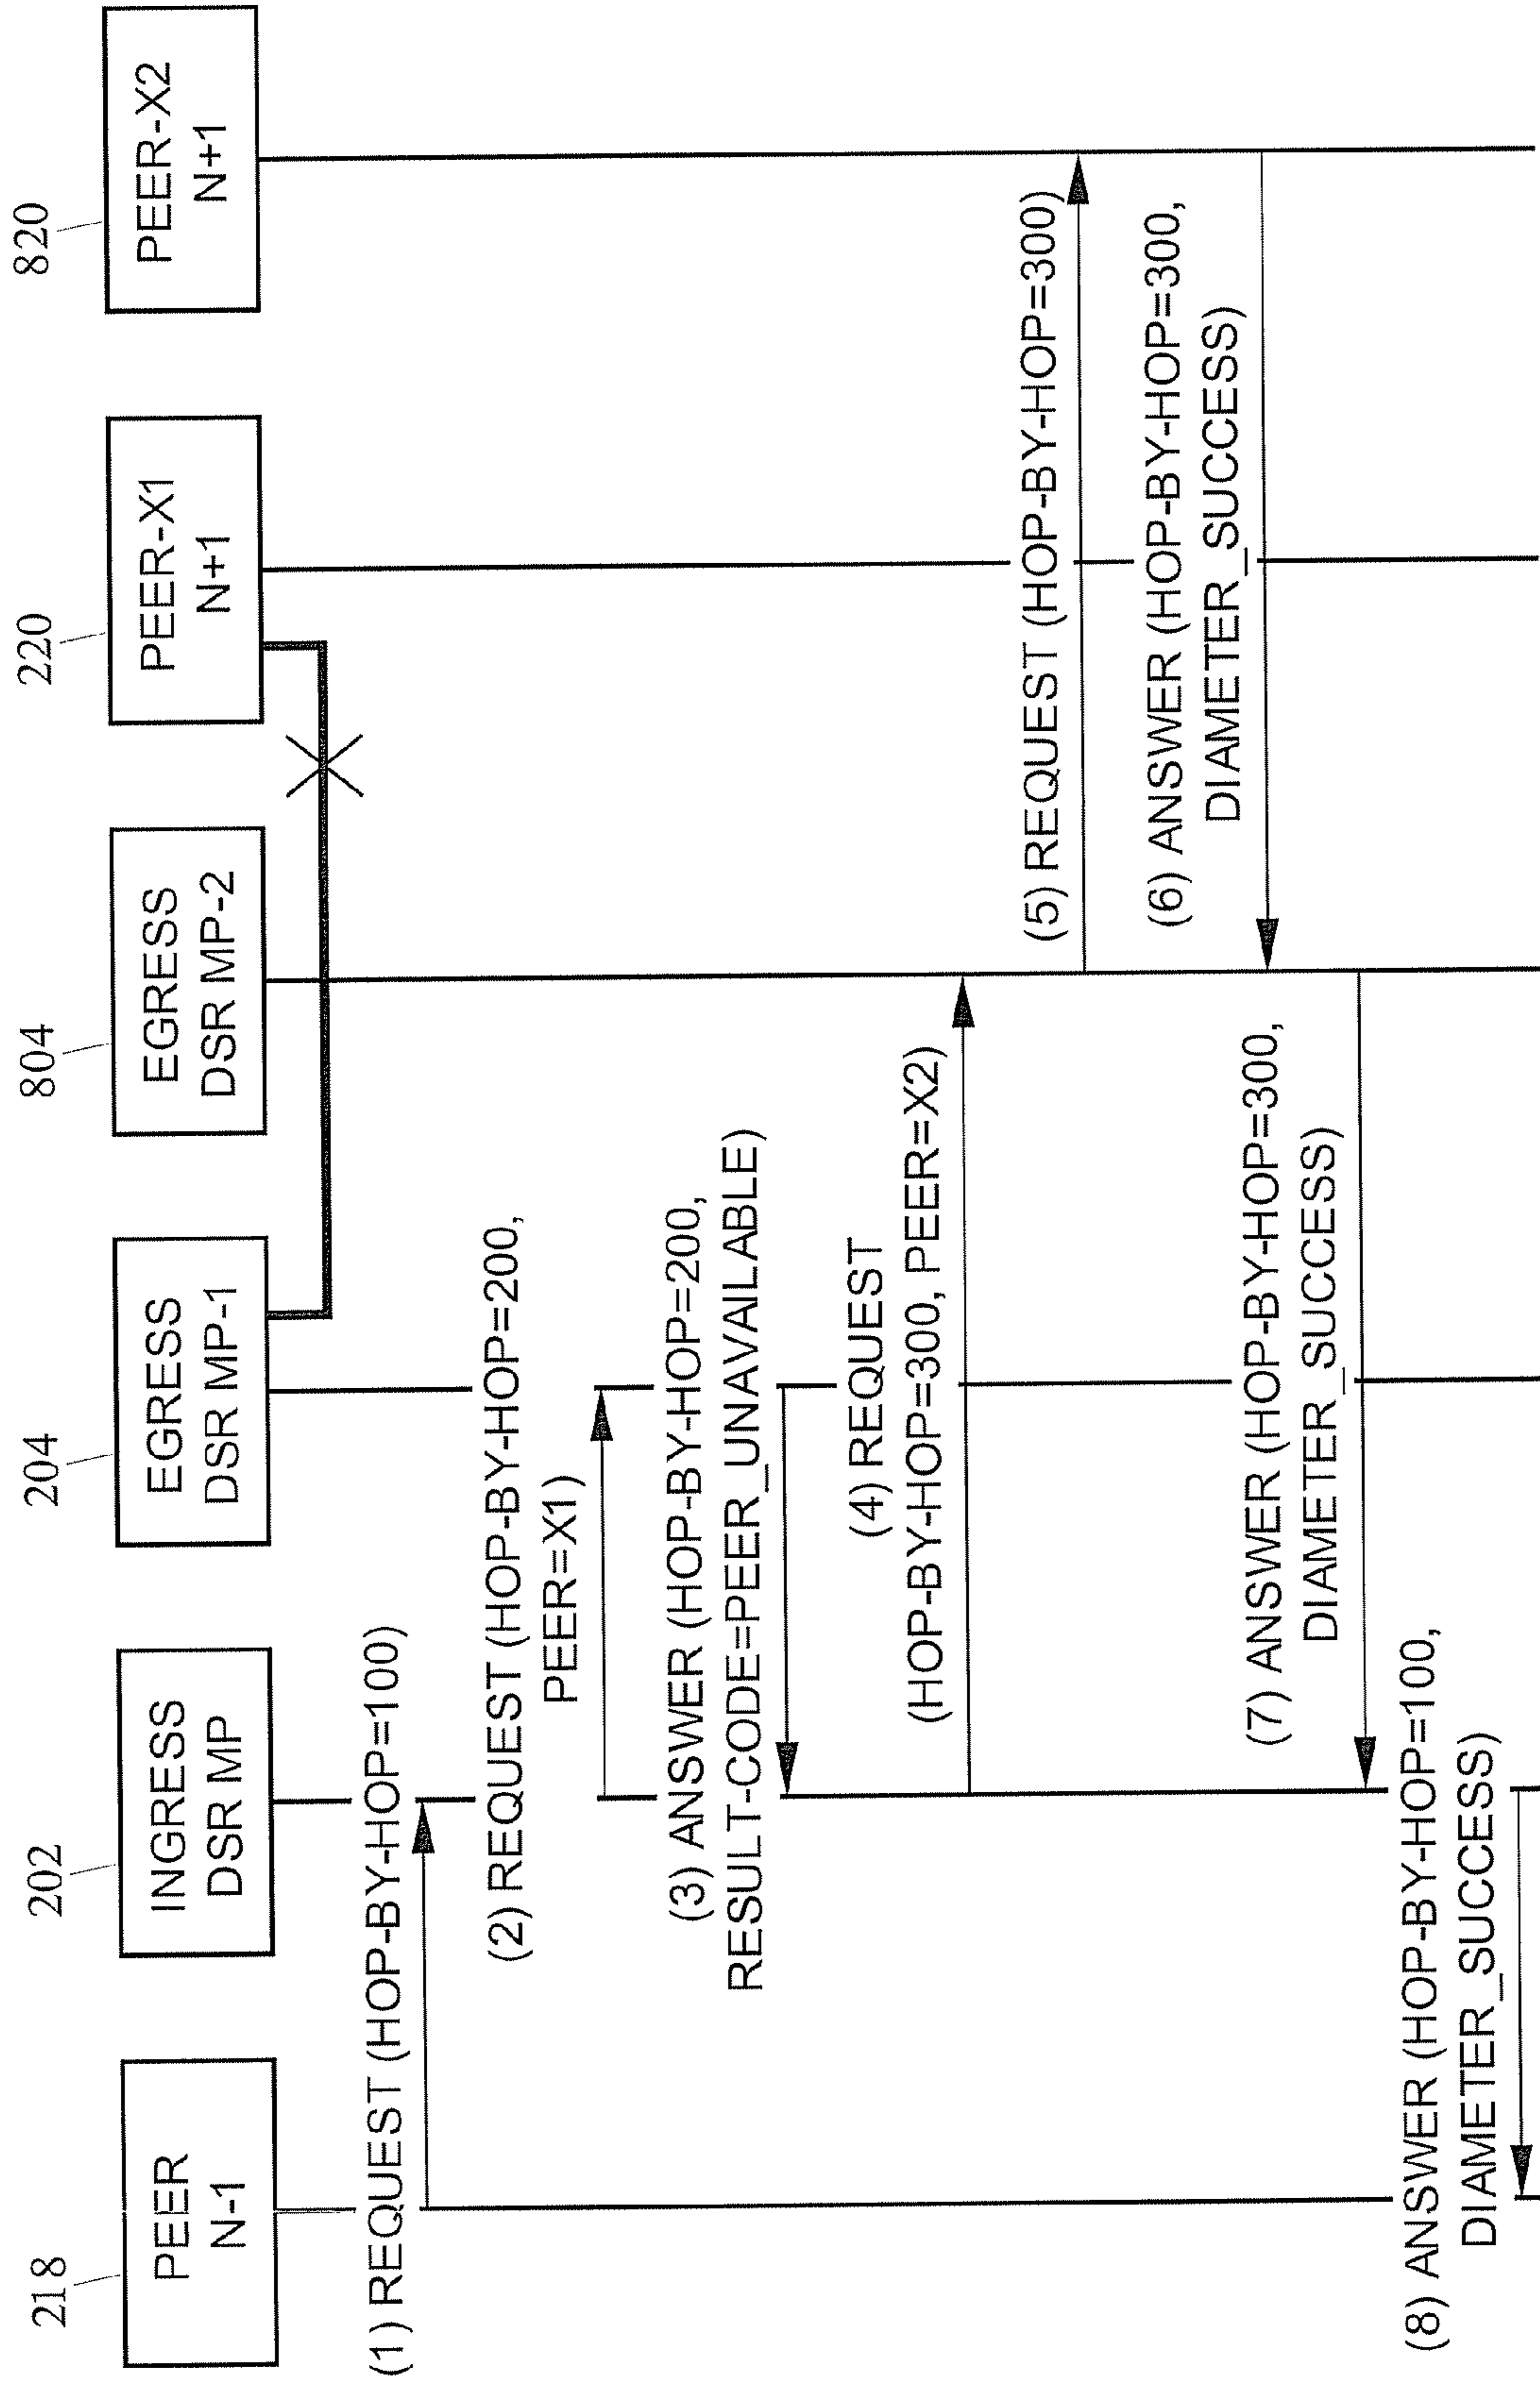 218
PEER
N-1
202
INGRESS
DSR MP
204
EGRESS
DSR MP-1
804
EGRESS
DSR MP-2
220
PEER-X1
N+1
820
PEER-X2
N+1
(1) REQUEST (HOP-BY-HOP=100)
(2) REQUEST (HOP-BY-HOP=200,
PEER=X1)
(3) ANSWER (HOP-BY-HOP=200,
RESULT-CODE=PEER_UNAVAILABLE)
(4) REQUEST
(HOP-BY-HOP=300, PEER=X2)
(5) REQUEST (HOP-BY-HOP=300)
(6) ANSWER (HOP-BY-HOP=300,
DIAMETER_SUCCESS)
(7) ANSWER (HOP-BY-HOP=300,
DIAMETER_SUCCESS)
(8) ANSWER (HOP-BY-HOP=100,
DIAMETER_SUCCESS)